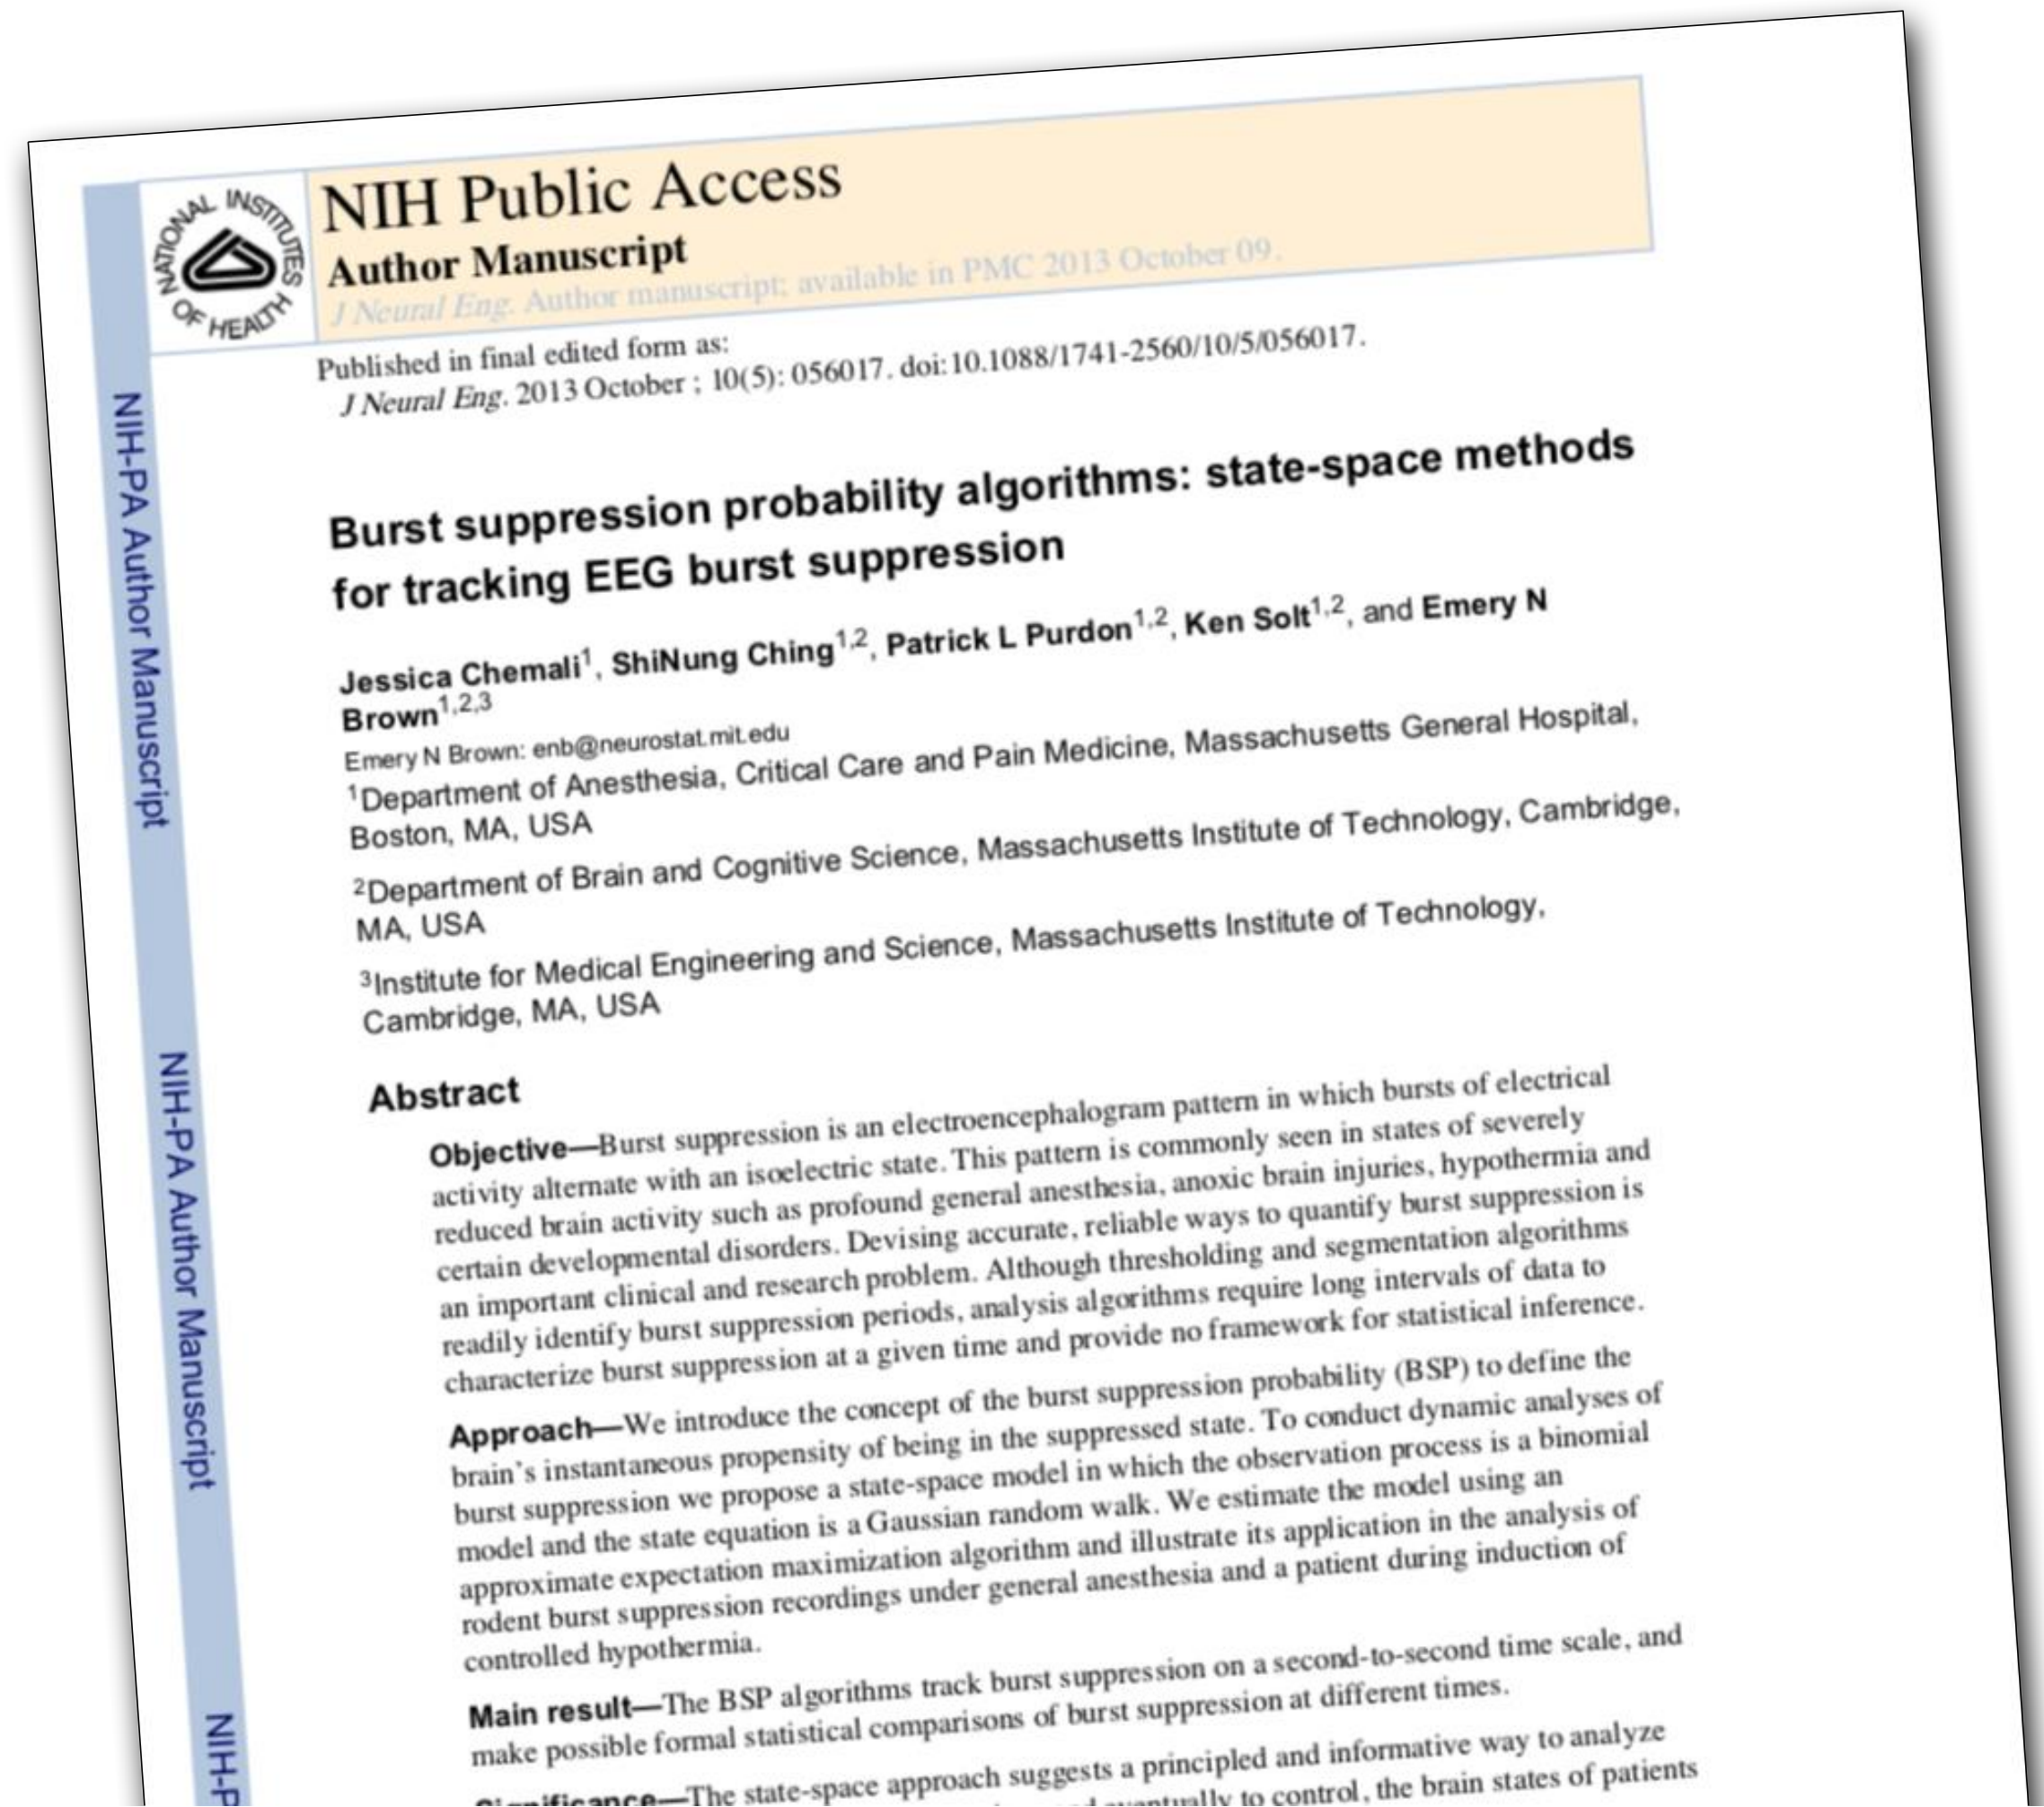 NATIONAL INSTITUTES OF HEALTH
NIH Public Access
Author Manuscript
J Neural Eng. Author manuscript; available in PMC 2013 October 09.
Published in final edited form as:
J Neural Eng. 2013 October ; 10(5): 056017. doi:10.1088/1741-2560/10/5/056017.
Burst suppression probability algorithms: state-space methods
for tracking EEG burst suppression
Jessica Chemali1, ShiNung Ching1,2, Patrick L Purdon1,2, Ken Solt1,2, and Emery N
Brown1,2,3
Emery N Brown: enb@neurostat.mit.edu
1Department of Anesthesia, Critical Care and Pain Medicine, Massachusetts General Hospital,
Boston, MA, USA
2Department of Brain and Cognitive Science, Massachusetts Institute of Technology, Cambridge,
MA, USA
3Institute for Medical Engineering and Science, Massachusetts Institute of Technology,
Cambridge, MA, USA
Abstract
Objective—Burst suppression is an electroencephalogram pattern in which bursts of electrical
activity alternate with an isoelectric state. This pattern is commonly seen in states of severely
reduced brain activity such as profound general anesthesia, anoxic brain injuries, hypothermia and
certain developmental disorders. Devising accurate, reliable ways to quantify burst suppression is
an important clinical and research problem. Although thresholding and segmentation algorithms
readily identify burst suppression periods, analysis algorithms require long intervals of data to
characterize burst suppression at a given time and provide no framework for statistical inference.
Approach—We introduce the concept of the burst suppression probability (BSP) to define the
brain's instantaneous propensity of being in the suppressed state. To conduct dynamic analyses of
burst suppression we propose a state-space model in which the observation process is a binomial
model and the state equation is a Gaussian random walk. We estimate the model using an
approximate expectation maximization algorithm and illustrate its application in the analysis of
rodent burst suppression recordings under general anesthesia and a patient during induction of
controlled hypothermia.
Main result—The BSP algorithms track burst suppression on a second-to-second time scale, and
make possible formal statistical comparisons of burst suppression at different times.
Significance—The state-space approach suggests a principled and informative way to analyze
eventually to control, the brain states of patients
NIH-PA Author Manuscript
NIH-PA Author Manuscript
NIH-P